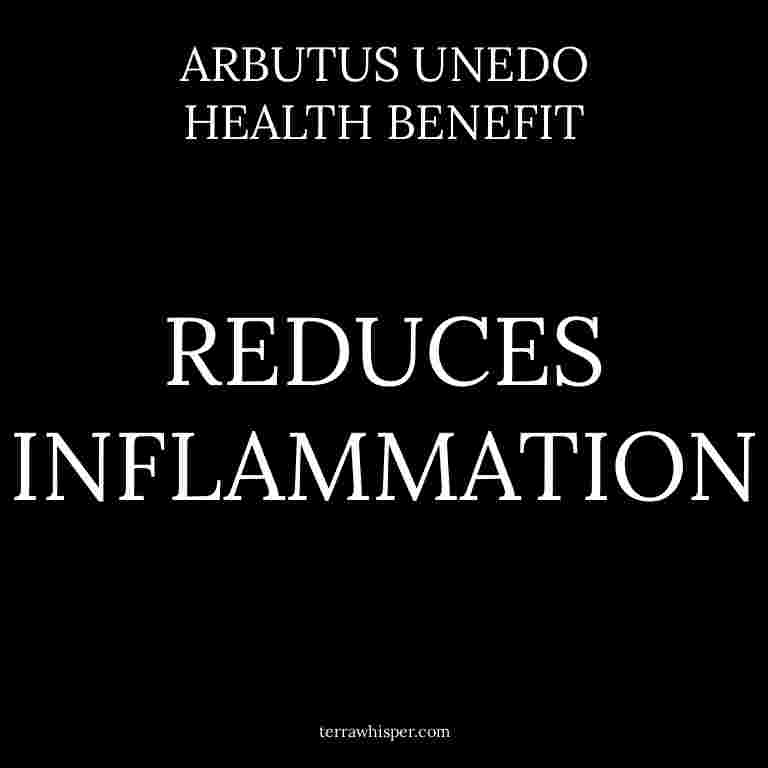 ARBUTUS UNEDO
HEALTH BENEFIT
REDUCES
INFLAMMATION
terrawhisper.com